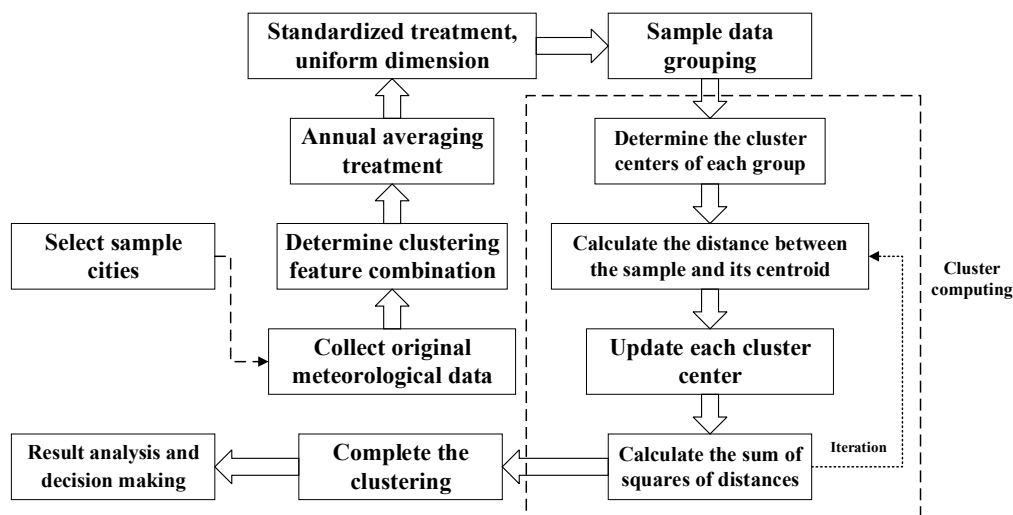 Standardized treatment,
uniform dimension
Sample data
grouping
Annual averaging
treatment
Determine the cluster
centers of each group
Select sample
cities
Determine clustering
feature combination
Calculate the distance between
the sample and its centroid
Cluster
computing
Collect original
meteorological data
Update each cluster
center
Result analysis and
decision making
Complete the
clustering
Calculate the sum of
squares of distances
Iteration